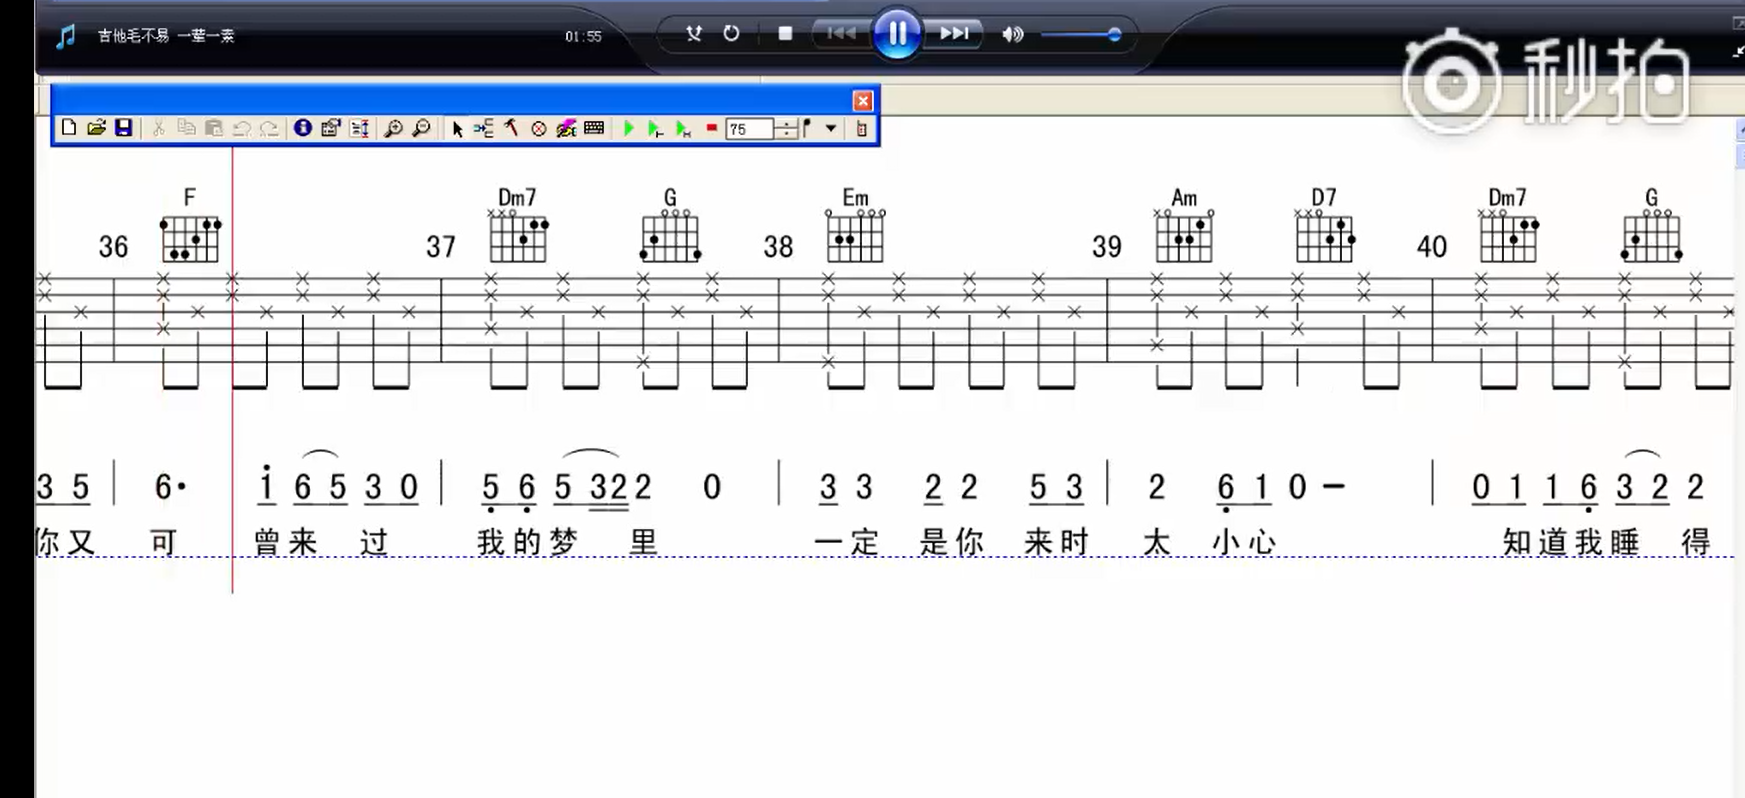 吉他毛不易 一荤一素
01:55
秒拍
75
F Dm7 G Em Am D7 Dm7 G
36 37 38 39 40
3 5 | 6· i 6 5 3 0 | 5 6 5 3 2 2 0 | 3 3 2 2 5 3 | 2 6 1 0 – | 0 1 1 6 3 2 2
你又 可 曾来 过 我的梦 里 一定 是你 来时 太 小心 知道我睡 得